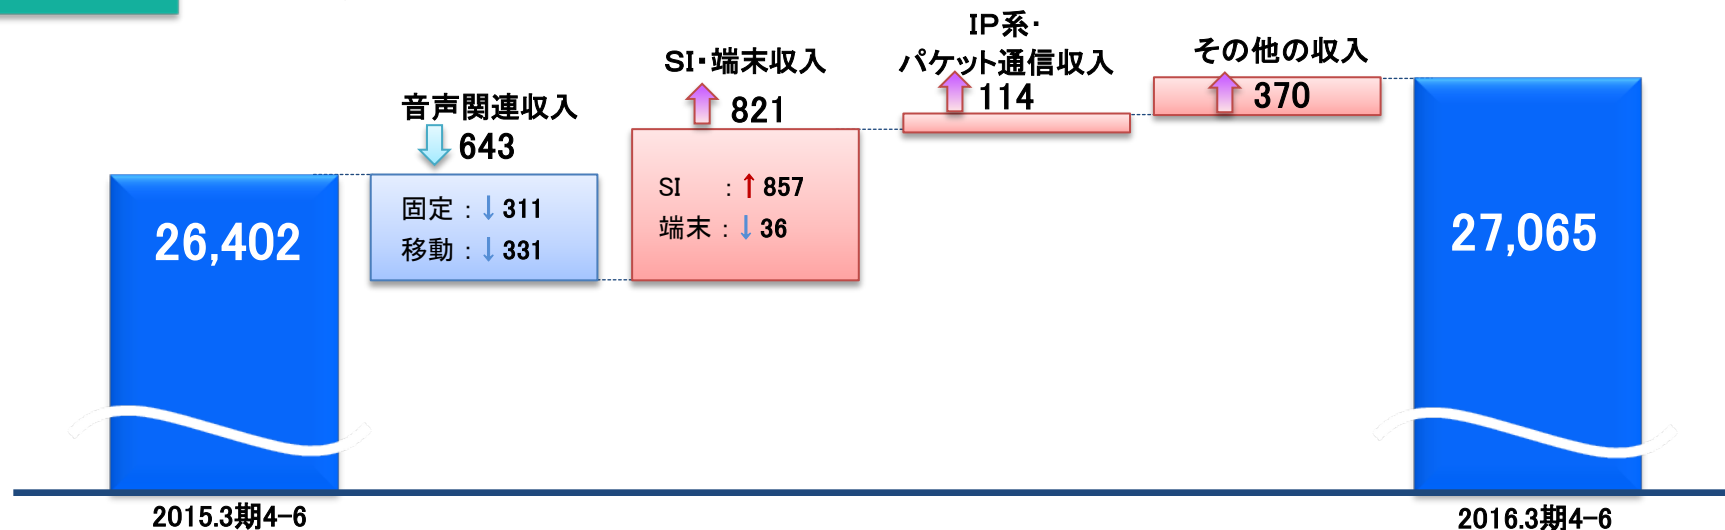 音声関連収入
↓643
SI・端末収入
↑821
IP系・
パケット通信収入
↑114
その他の収入
↑370
26,402
固定：↓311
移動：↓331
SI　：↑857
端末：↓36
27,065
2015.3期4-6
2016.3期4-6